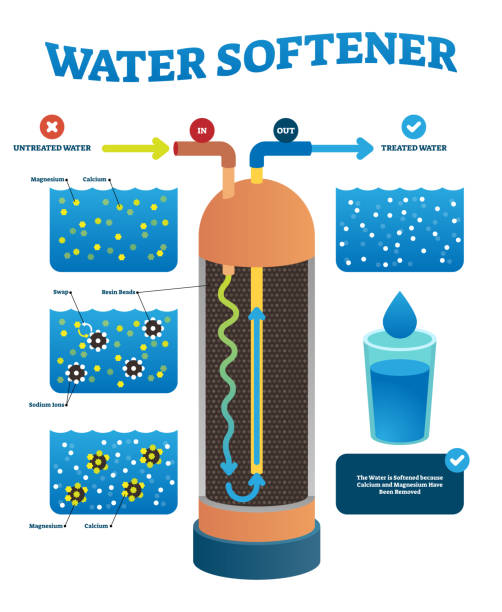 WATER SOFTENER
IN
OUT
UNTREATED WATER
TREATED WATER
Magnesium
Calcium
Swap
Resin Beads
Sodium Ions
Magnesium
Calcium
The Water is Softened because
Calcium and Magnesium Have
Been Removed